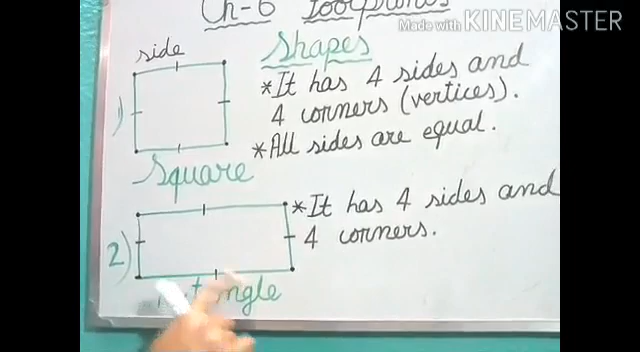 Ch-6 Footprints
Made with KINEMASTER
side
Shapes
*It has 4 sides and
4 corners (vertices).
*All sides are equal.
1)
Square
2)
*It has 4 sides and
4 corners.